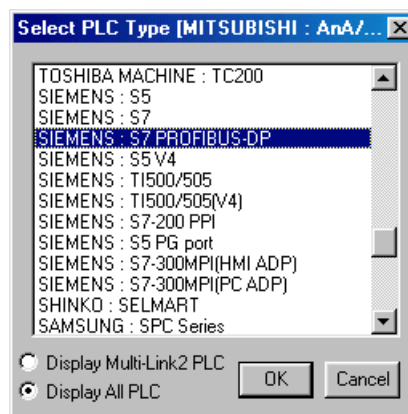 Select PLC Type [MITSUBISHI : AnA/...
TOSHIBA MACHINE : TC200
SIEMENS : S5
SIEMENS : S7
SIEMENS : S7 PROFIBUS-DP
SIEMENS : S5 V4
SIEMENS : TI500/505
SIEMENS : TI500/505(V4)
SIEMENS : S7-200 PPI
SIEMENS : S5 PG port
SIEMENS : S7-300MPI(HMI ADP)
SIEMENS : S7-300MPI(PC ADP)
SHINKO : SELMART
SAMSUNG : SPC Series
Display Multi-Link2 PLC
Display All PLC
OK
Cancel